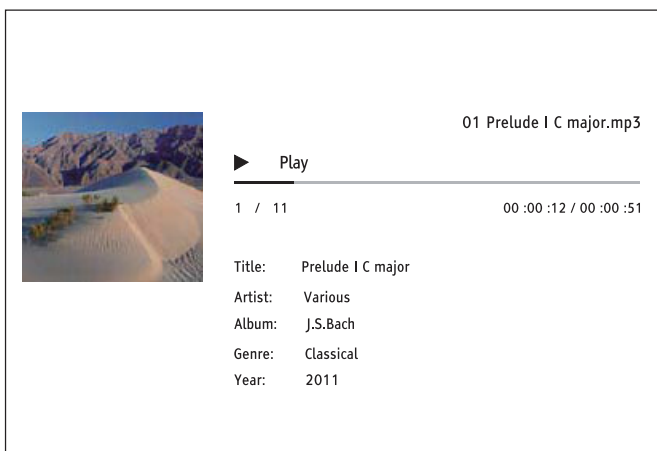 01 Prelude I C major.mp3
Play
1 / 11 00 :00 :12 / 00 :00 :51
Title: Prelude I C major
Artist: Various
Album: J.S.Bach
Genre: Classical
Year: 2011